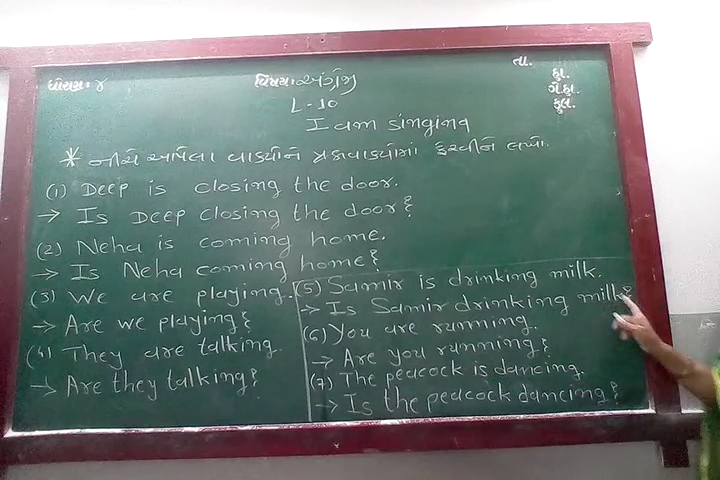 તા.
ધોરણ: ૪
વિષય: અંગ્રેજી
હા.
ગે.હા.
કુલ.
L-10
I am singing
* નીચે આપેલા વાક્યોને પ્રશ્નવાક્યોમાં ફેરવીને લખો.
(1) Deep is closing the door.
→ Is Deep closing the door?
(2) Neha is coming home.
→ Is Neha coming home?
(3) We are playing.
→ Are we playing?
(4) They are talking.
→ Are they talking?
(5) Samir is drinking milk.
→ Is Samir drinking milk?
(6) You are running.
→ Are you running?
(7) The peacock is dancing.
→ Is the peacock dancing?